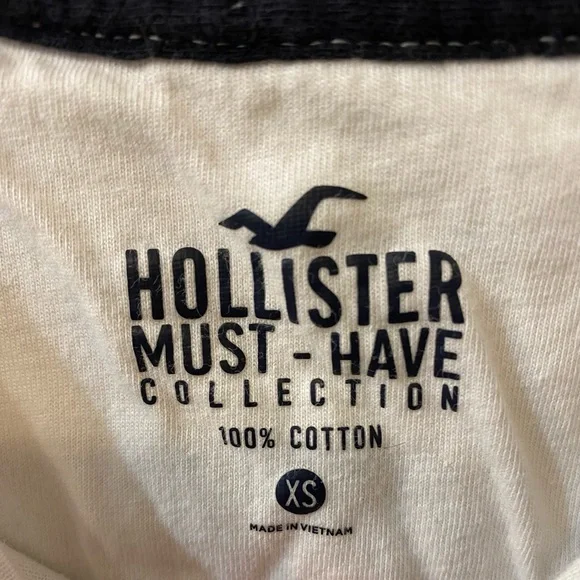 HOLLISTER
MUST - HAVE
COLLECTION
100% COTTON
XS
MADE IN VIETNAM